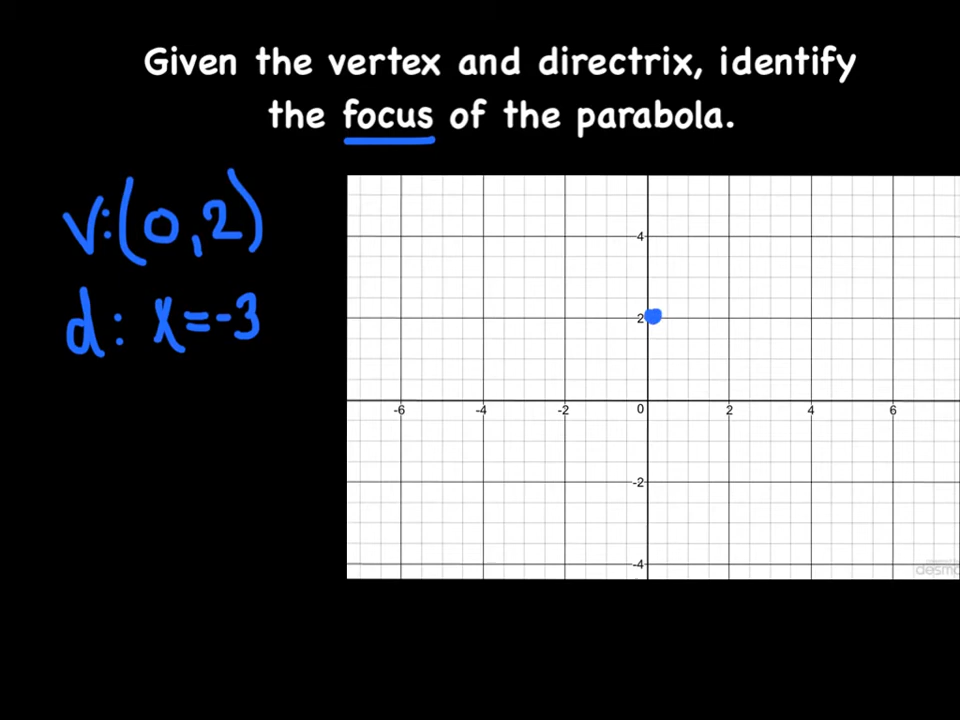 Given the vertex and directrix, identify
the focus of the parabola.
V:(0,2)
d: x=-3
4
2
-6
-4
-2
0
2
4
6
-2
-4